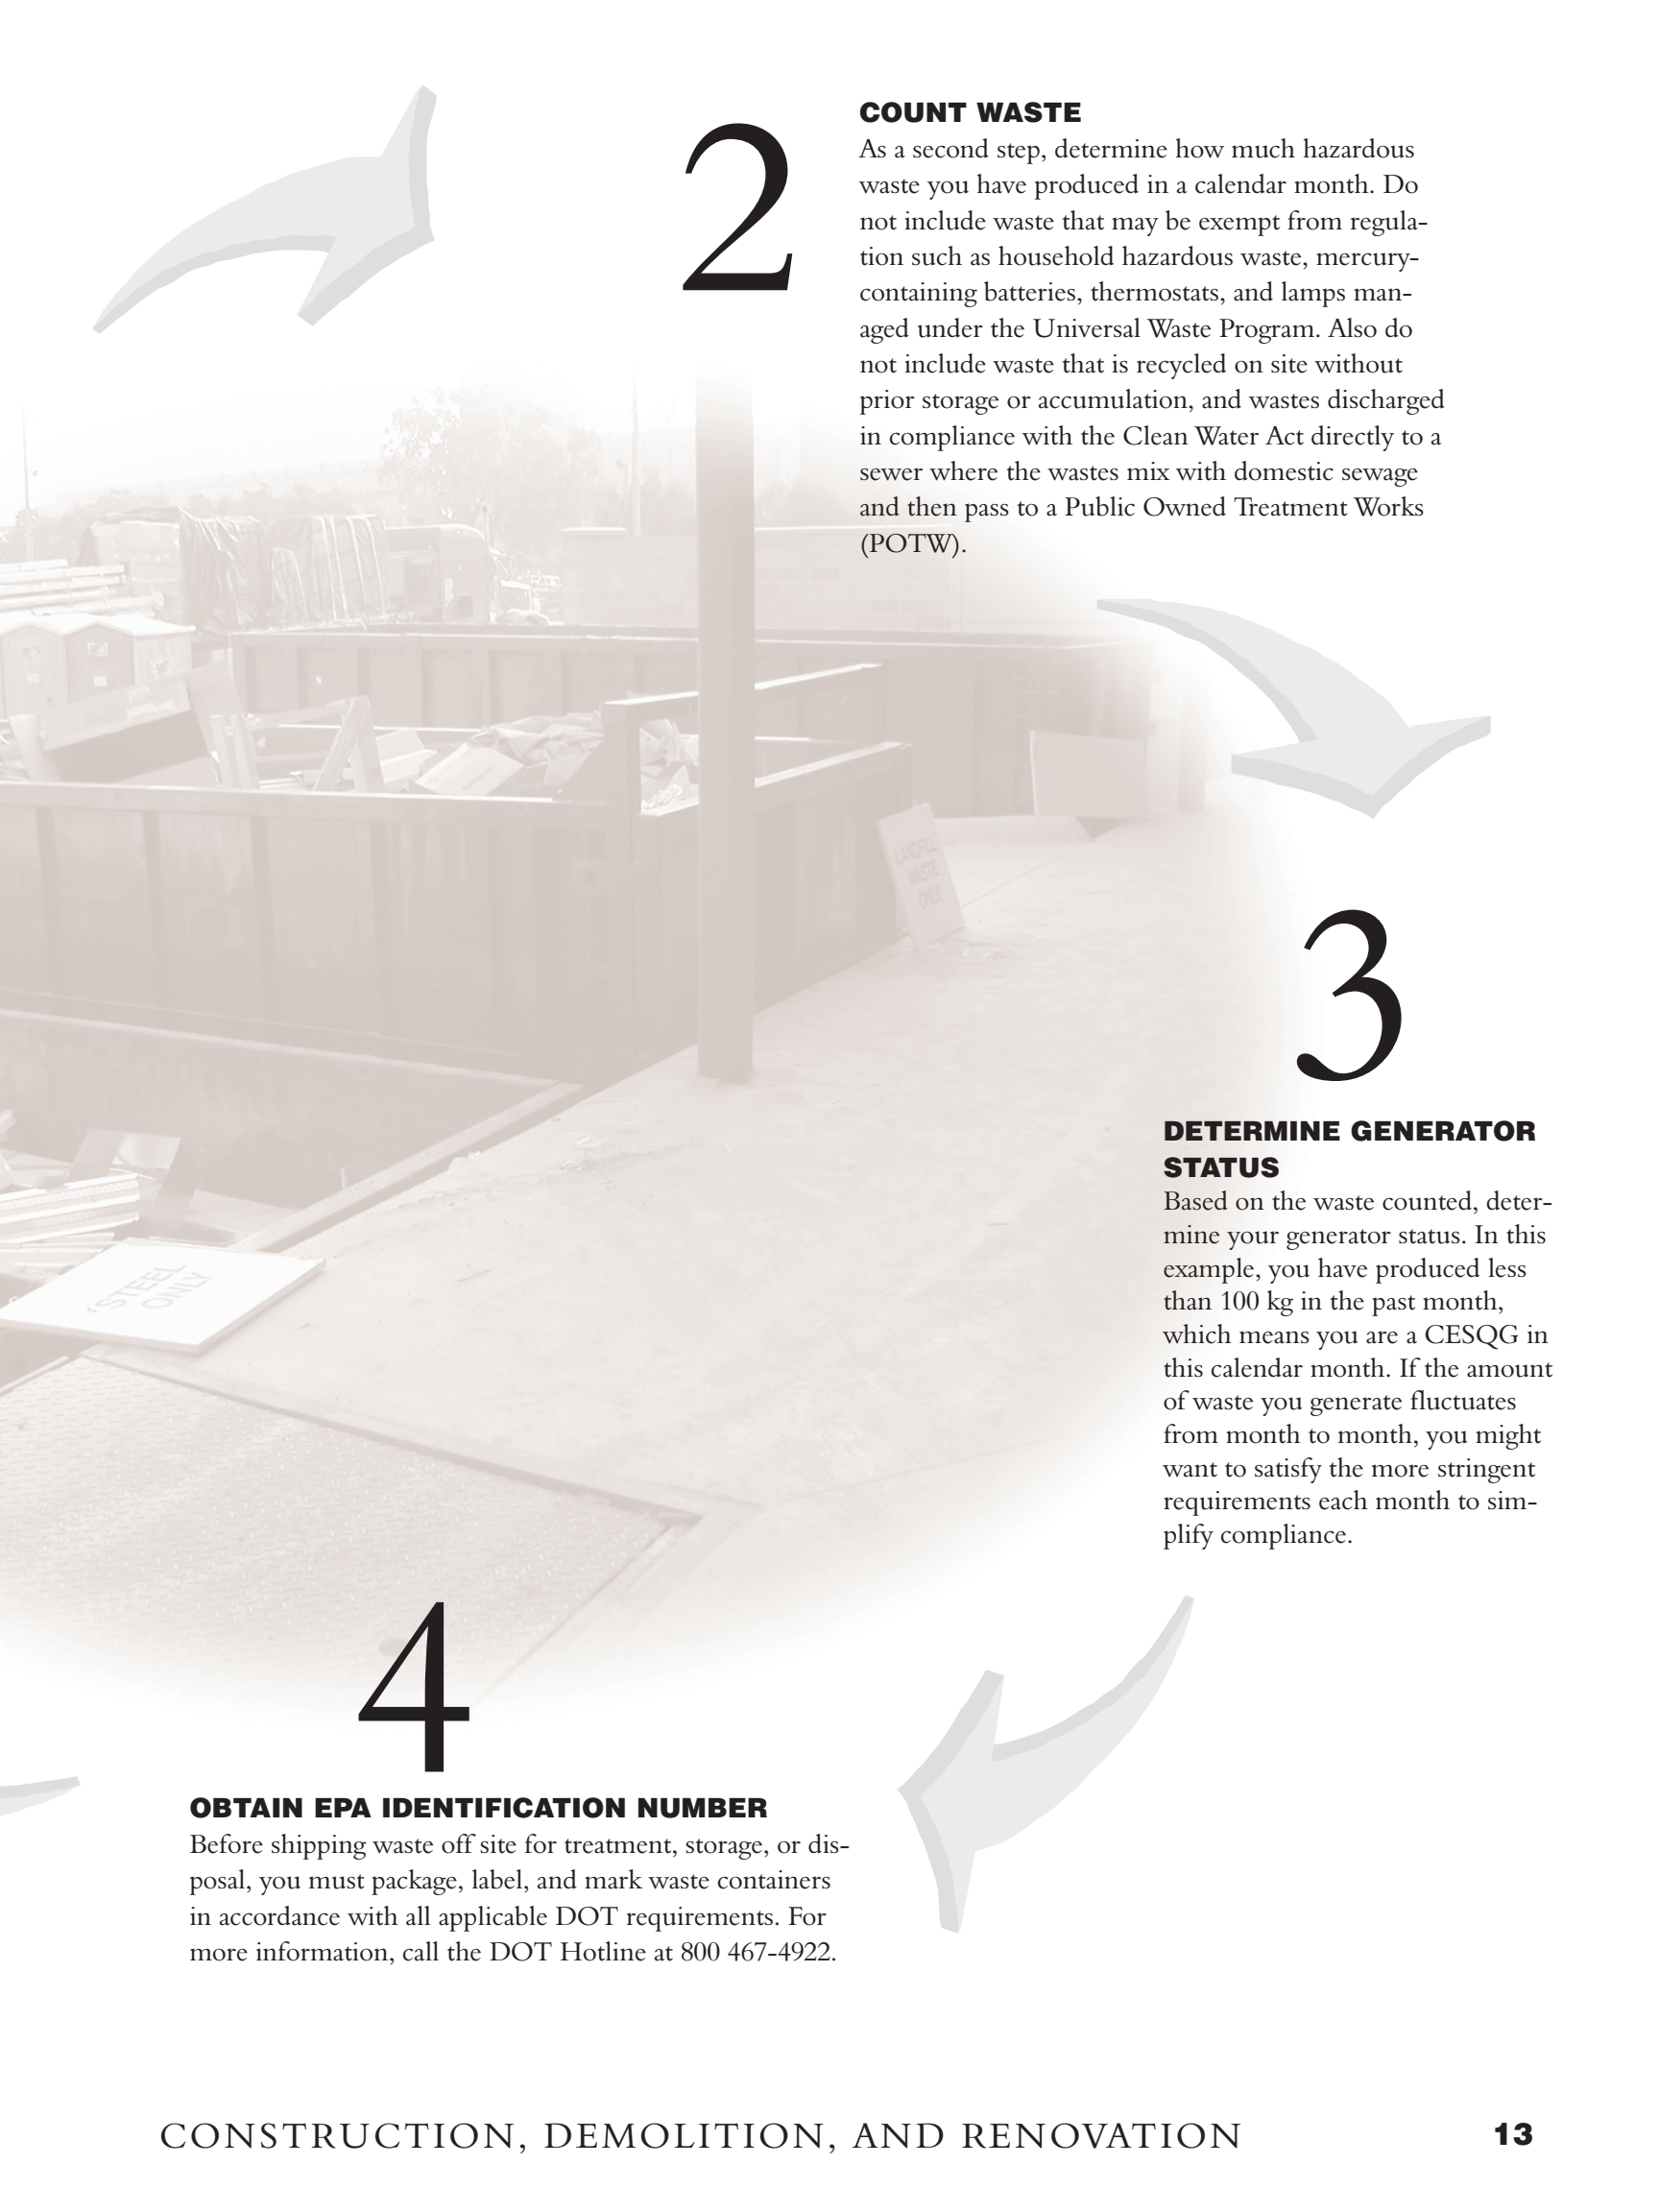 2
COUNT WASTE
As a second step, determine how much hazardous
waste you have produced in a calendar month. Do
not include waste that may be exempt from regula-
tion such as household hazardous waste, mercury-
containing batteries, thermostats, and lamps man-
aged under the Universal Waste Program. Also do
not include waste that is recycled on site without
prior storage or accumulation, and wastes discharged
in compliance with the Clean Water Act directly to a
sewer where the wastes mix with domestic sewage
and then pass to a Public Owned Treatment Works
(POTW).
LANDFILL
WASTE
ONLY
3
DETERMINE GENERATOR
STATUS
Based on the waste counted, deter-
mine your generator status. In this
example, you have produced less
than 100 kg in the past month,
which means you are a CESQG in
this calendar month. If the amount
of waste you generate fluctuates
from month to month, you might
want to satisfy the more stringent
requirements each month to sim-
plify compliance.
STEEL
ONLY
4
OBTAIN EPA IDENTIFICATION NUMBER
Before shipping waste off site for treatment, storage, or dis-
posal, you must package, label, and mark waste containers
in accordance with all applicable DOT requirements. For
more information, call the DOT Hotline at 800 467-4922.
CONSTRUCTION, DEMOLITION, AND RENOVATION
13